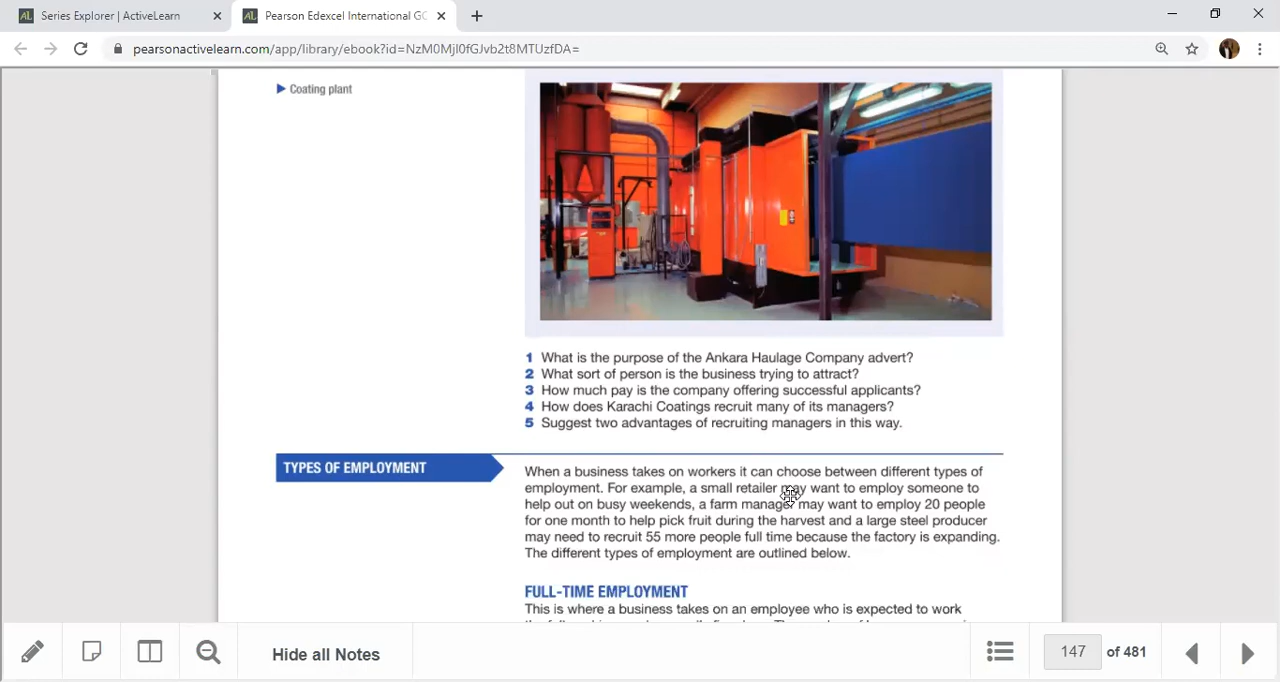 Series Explorer | ActiveLearn
Pearson Edexcel International GC
pearsonactivelearn.com/app/library/ebook?id=NzM0MjI0fGJvb2t8MTUzfDA=
▶ Coating plant
1 What is the purpose of the Ankara Haulage Company advert?
2 What sort of person is the business trying to attract?
3 How much pay is the company offering successful applicants?
4 How does Karachi Coatings recruit many of its managers?
5 Suggest two advantages of recruiting managers in this way.
TYPES OF EMPLOYMENT
When a business takes on workers it can choose between different types of
employment. For example, a small retailer may want to employ someone to
help out on busy weekends, a farm manager may want to employ 20 people
for one month to help pick fruit during the harvest and a large steel producer
may need to recruit 55 more people full time because the factory is expanding.
The different types of employment are outlined below.
FULL-TIME EMPLOYMENT
This is where a business takes on an employee who is expected to work
Hide all Notes
147 of 481